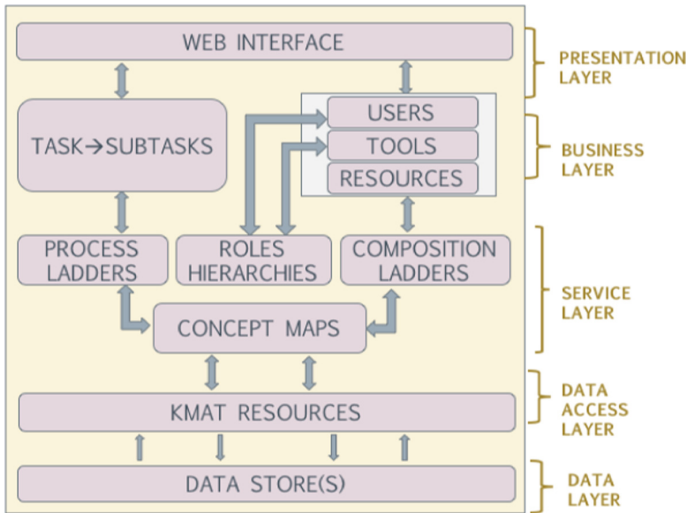 WEB INTERFACE
PRESENTATION
LAYER
USERS
TASK→SUBTASKS
TOOLS
RESOURCES
BUSINESS
LAYER
PROCESS
LADDERS
ROLES
HIERARCHIES
COMPOSITION
LADDERS
CONCEPT MAPS
SERVICE
LAYER
KMAT RESOURCES
DATA
ACCESS
LAYER
DATA STORE(S)
DATA
LAYER